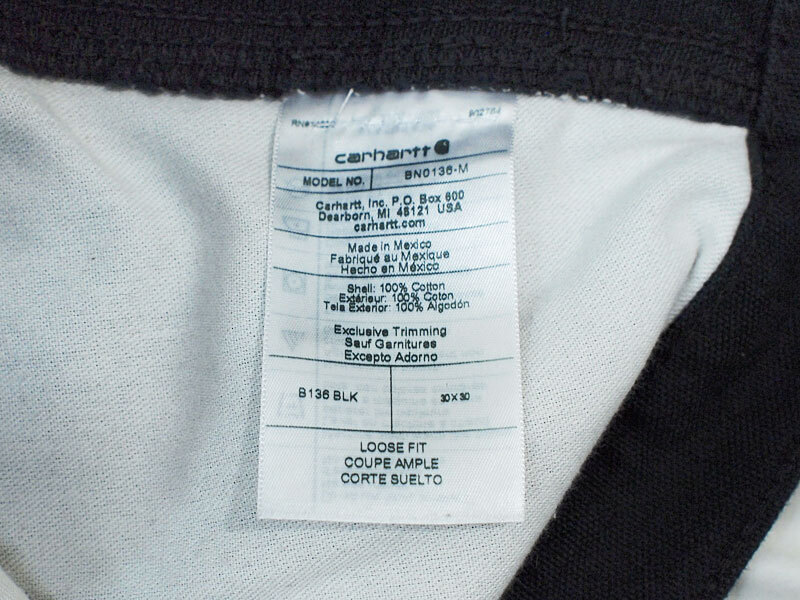 carhartt
MODEL NO. BN0136-M
Carhartt, Inc. P.O. Box 600
Dearborn, MI 48121 USA
carhartt.com
Made in Mexico
Fabriqué au Mexique
Hecho en México
Shell: 100% Cotton
Extérieur: 100% Coton
Tela Exterior: 100% Algodón
Exclusive Trimming
Sauf Garnitures
Excepto Adorno
B136 BLK 30 X 30
LOOSE FIT
COUPE AMPLE
CORTE SUELTO